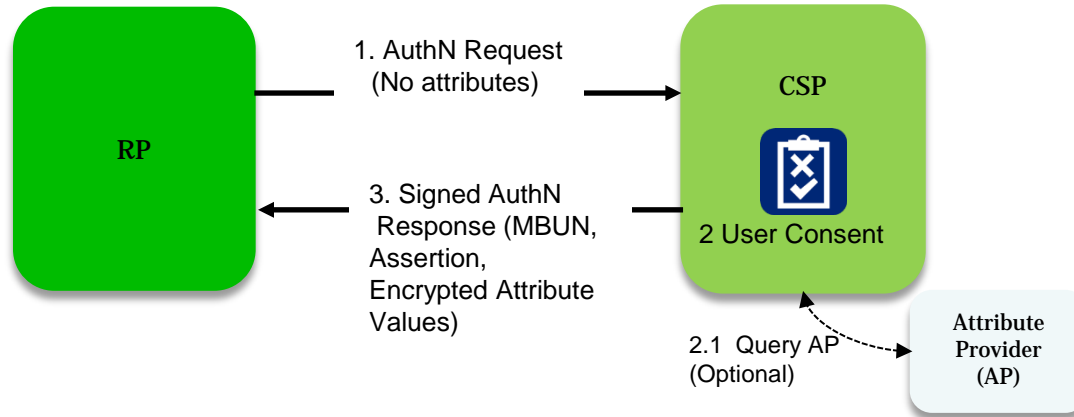 1. AuthN Request
(No attributes)
RP
CSP
3. Signed AuthN
Response (MBUN,
Assertion,
Encrypted Attribute
Values)
2 User Consent
2.1 Query AP
(Optional)
Attribute
Provider
(AP)